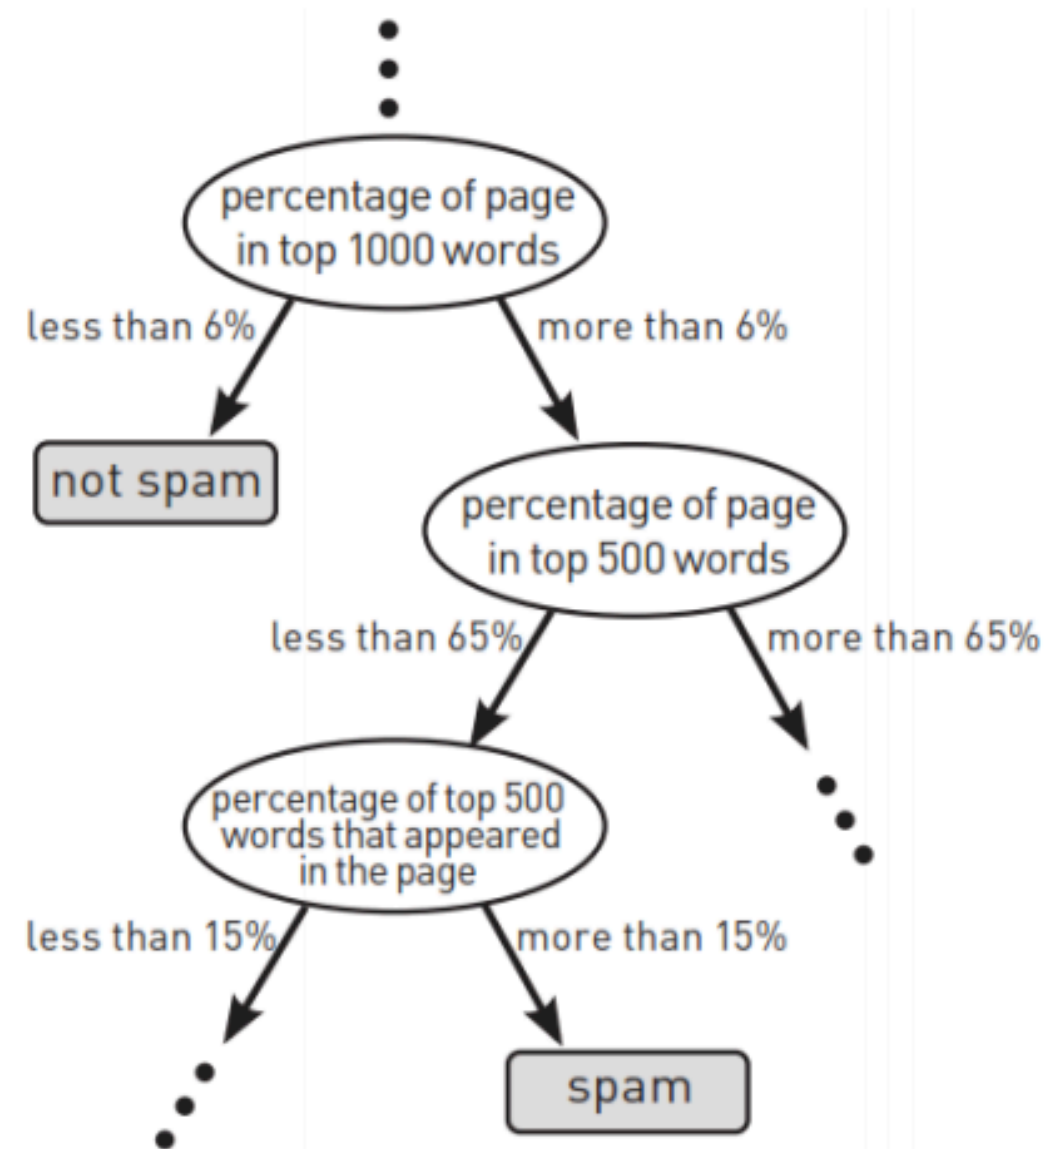 percentage of page
in top 1000 words
less than 6%
more than 6%
not spam
percentage of page
in top 500 words
less than 65%
more than 65%
percentage of top 500
words that appeared
in the page
less than 15%
more than 15%
spam